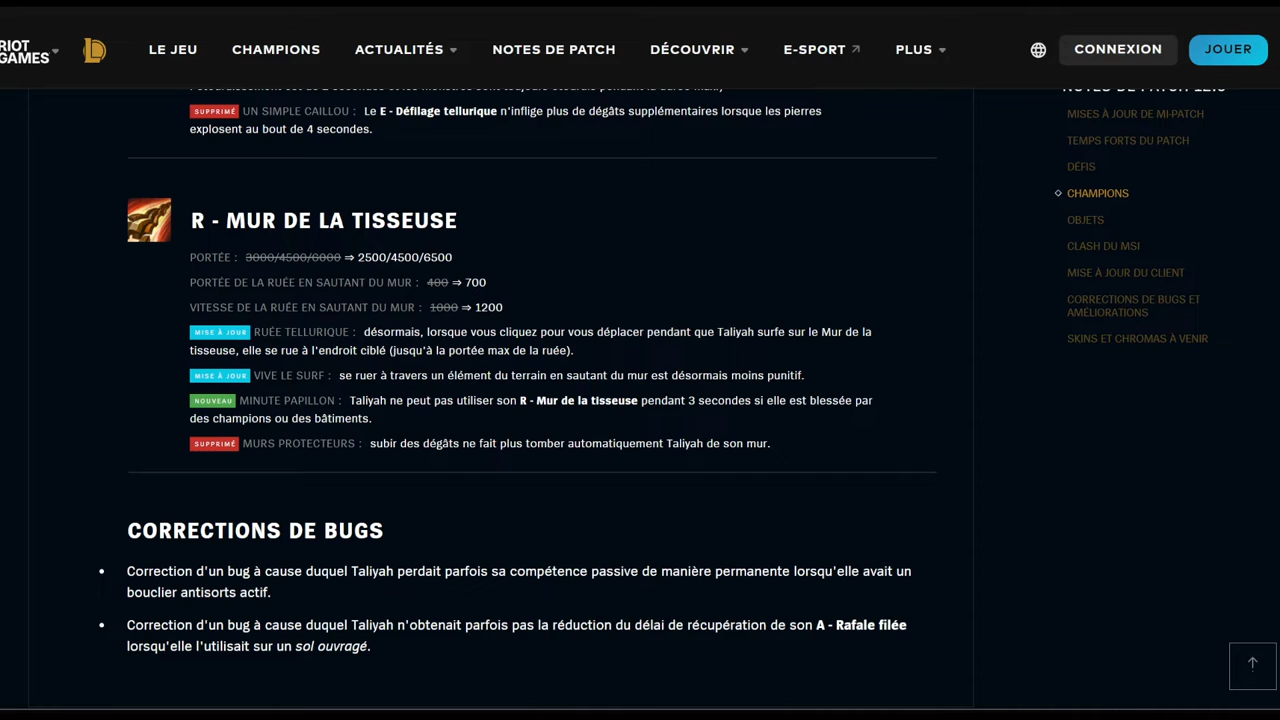 RIOT GAMES
LE JEU
CHAMPIONS
ACTUALITÉS
NOTES DE PATCH
DÉCOUVRIR
E-SPORT
PLUS
CONNEXION
JOUER
SUPPRIMÉ UN SIMPLE CAILLOU : Le E - Défilage tellurique n'inflige plus de dégâts supplémentaires lorsque les pierres
explosent au bout de 4 secondes.
R - MUR DE LA TISSEUSE
PORTÉE : 3000/4500/6000 ⇒ 2500/4500/6500
PORTÉE DE LA RUÉE EN SAUTANT DU MUR : 400 ⇒ 700
VITESSE DE LA RUÉE EN SAUTANT DU MUR : 1000 ⇒ 1200
MISE À JOUR RUÉE TELLURIQUE : désormais, lorsque vous cliquez pour vous déplacer pendant que Taliyah surfe sur le Mur de la
tisseuse, elle se rue à l'endroit ciblé (jusqu'à la portée max de la ruée).
MISE À JOUR VIVE LE SURF : se ruer à travers un élément du terrain en sautant du mur est désormais moins punitif.
NOUVEAU MINUTE PAPILLON : Taliyah ne peut pas utiliser son R - Mur de la tisseuse pendant 3 secondes si elle est blessée par
des champions ou des bâtiments.
SUPPRIMÉ MURS PROTECTEURS : subir des dégâts ne fait plus tomber automatiquement Taliyah de son mur.
CORRECTIONS DE BUGS
• Correction d'un bug à cause duquel Taliyah perdait parfois sa compétence passive de manière permanente lorsqu'elle avait un
bouclier antisorts actif.
• Correction d'un bug à cause duquel Taliyah n'obtenait parfois pas la réduction du délai de récupération de son A - Rafale filée
lorsqu'elle l'utilisait sur un sol ouvragé.
NOTES DE PATCH
MISES À JOUR DE MI-PATCH
TEMPS FORTS DU PATCH
DÉFIS
CHAMPIONS
OBJETS
CLASH DU MSI
MISE À JOUR DU CLIENT
CORRECTIONS DE BUGS ET
AMÉLIORATIONS
SKINS ET CHROMAS À VENIR